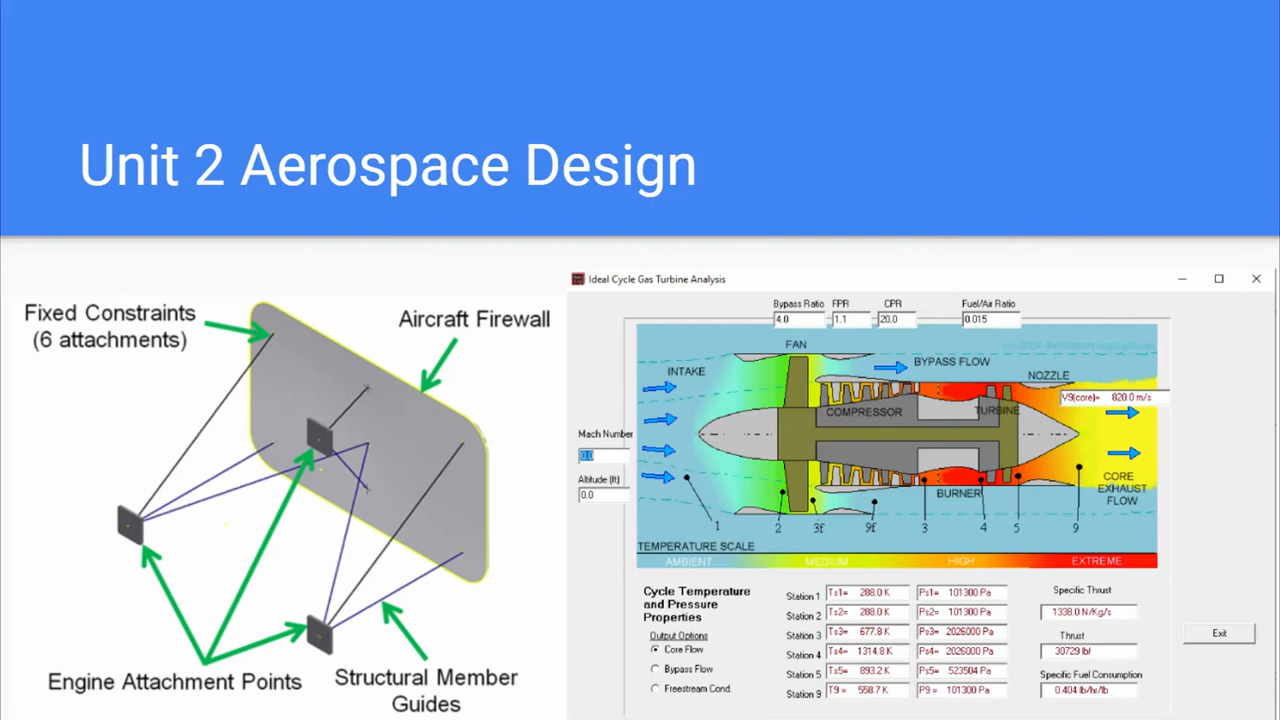 Unit 2 Aerospace Design
Fixed Constraints
(6 attachments)
Aircraft Firewall
Engine Attachment Points
Structural Member
Guides
Ideal Cycle Gas Turbine Analysis
Bypass Ratio FPR CPR Fuel/Air Ratio
4.0 1.1 20.0 0.015
FAN
INTAKE
BYPASS FLOW
NOZZLE
V9(core)= 820.0 m/s
COMPRESSOR
TURBINE
Mach Number
0.0
Altitude (ft)
0.0
BURNER
CORE
EXHAUST
FLOW
1 2 3f 9f 3 4 5 9
TEMPERATURE SCALE
AMBIENT MEDIUM HIGH EXTREME
Cycle Temperature
and Pressure
Properties
Output Options
Core Flow
Bypass Flow
Freestream Cond.
Station 1 Ts1= 288.0 K Ps1= 101300 Pa
Station 2 Ts2= 288.0 K Ps2= 101300 Pa
Station 3 Ts3= 677.8 K Ps3= 2026000 Pa
Station 4 Ts4= 1314.8 K Ps4= 2026000 Pa
Station 5 Ts5= 893.2 K Ps5= 523504 Pa
Station 9 T9 = 558.7 K P9 = 101300 Pa
Specific Thrust
1338.0 N/Kg/s
Thrust
30729 lbf
Specific Fuel Consumption
0.404 lb/hr/lb
Exit